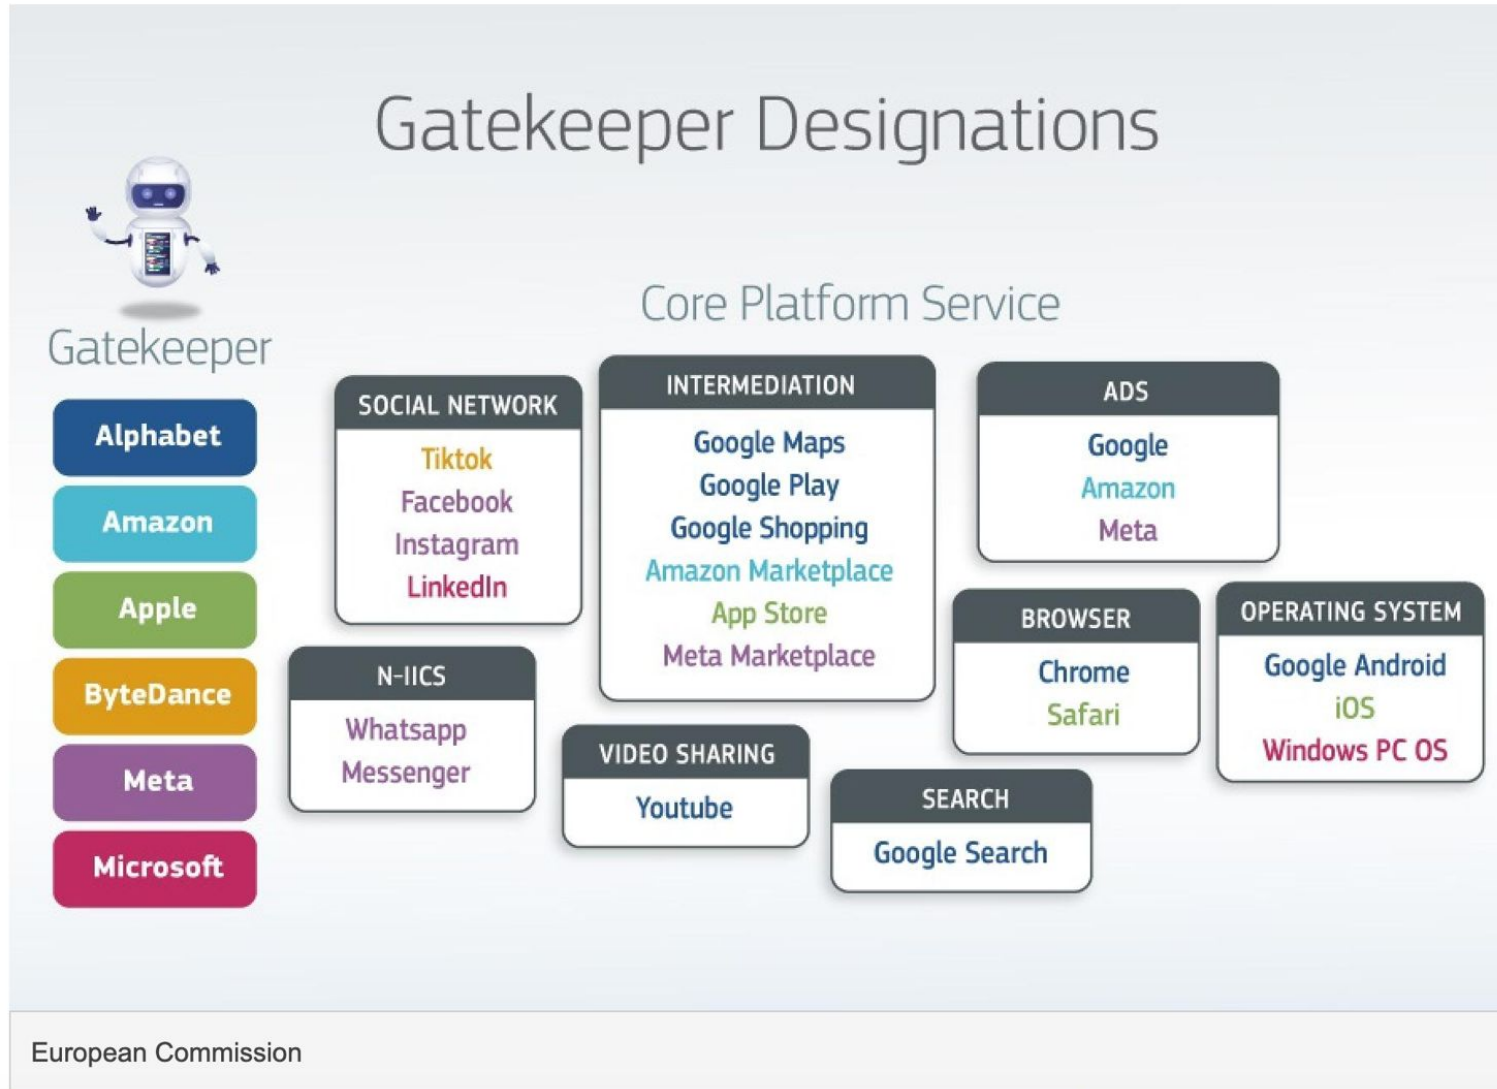 Gatekeeper Designations
Gatekeeper
Alphabet
Amazon
Apple
ByteDance
Meta
Microsoft
Core Platform Service
SOCIAL NETWORK
Tiktok
Facebook
Instagram
LinkedIn
INTERMEDIATION
Google Maps
Google Play
Google Shopping
Amazon Marketplace
App Store
Meta Marketplace
ADS
Google
Amazon
Meta
N-IICS
Whatsapp
Messenger
VIDEO SHARING
Youtube
SEARCH
Google Search
BROWSER
Chrome
Safari
OPERATING SYSTEM
Google Android
iOS
Windows PC OS
European Commission